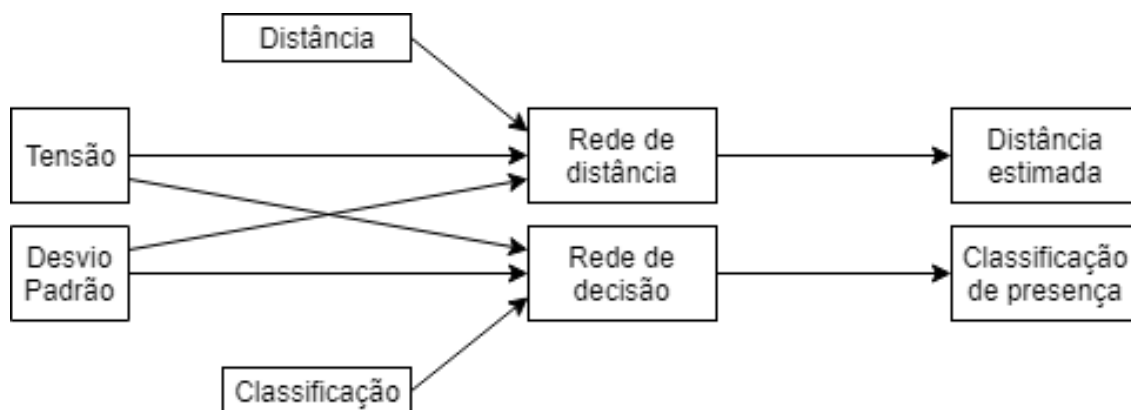 Distância
Tensão
Rede de
distância
Distância
estimada
Desvio
Padrão
Rede de
decisão
Classificação
de presença
Classificação